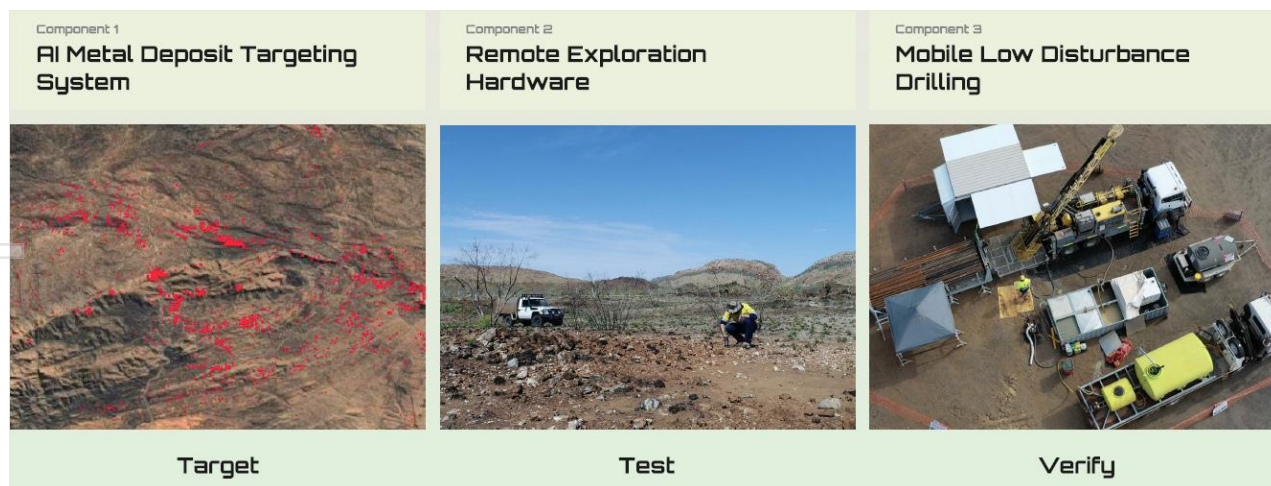 Component 1
AI Metal Deposit Targeting
System
Component 2
Remote Exploration
Hardware
Component 3
Mobile Low Disturbance
Drilling
Target
Test
Verify